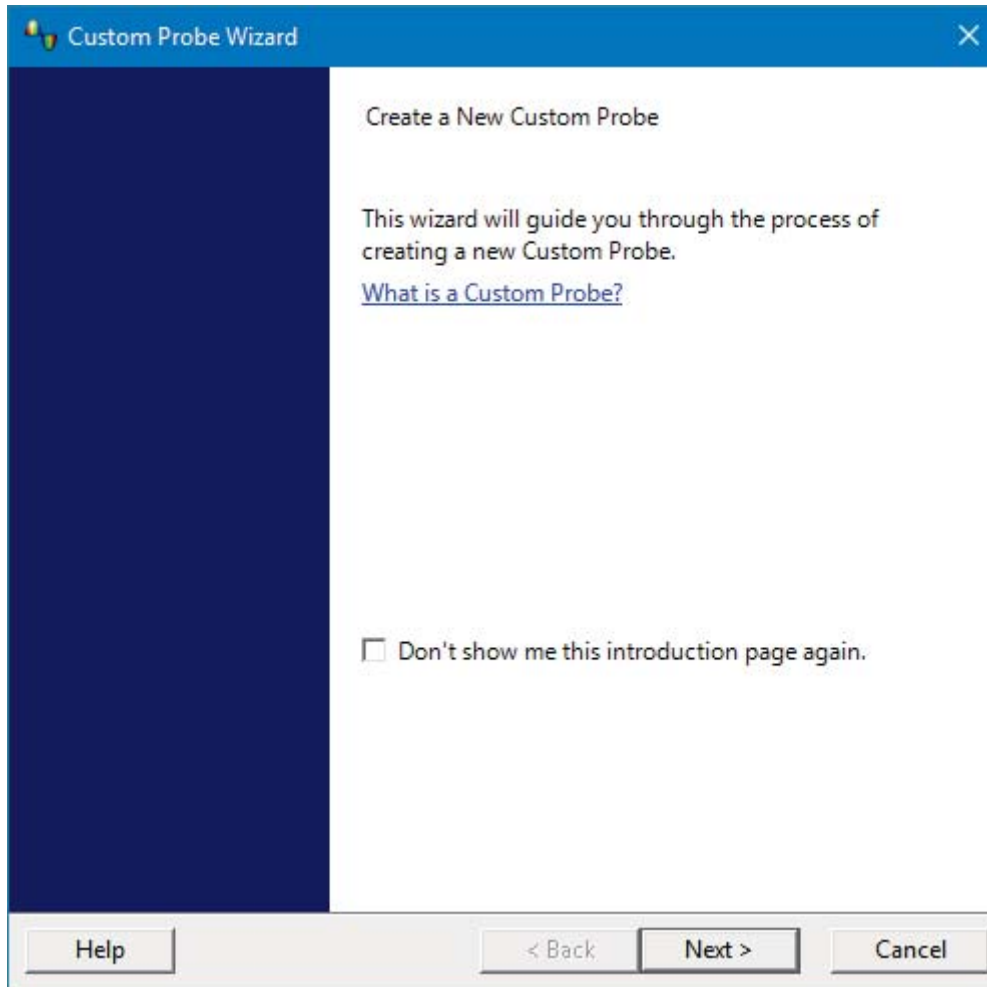 Custom Probe Wizard
Create a New Custom Probe
This wizard will guide you through the process of
creating a new Custom Probe.
What is a Custom Probe?
Don't show me this introduction page again.
Help
< Back
Next >
Cancel